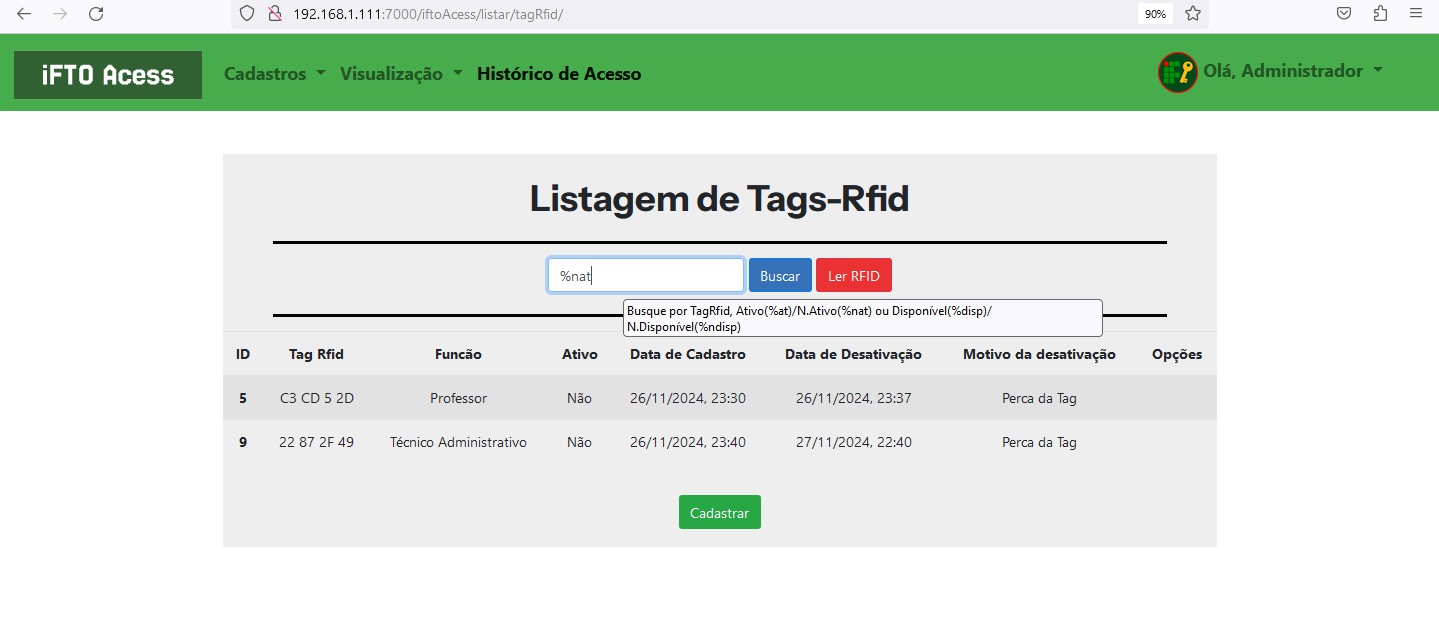 192.168.1.111:7000/iftoAcess/listar/tagRfid/
90%
iFTO Acess
Cadastros
Visualização
Histórico de Acesso
Olá, Administrador
Listagem de Tags-Rfid
%nat
Buscar
Ler RFID
Busque por TagRfid, Ativo(%at)/N.Ativo(%nat) ou Disponível(%disp)/
N.Disponível(%ndisp)
ID Tag Rfid Funcão Ativo Data de Cadastro Data de Desativação Motivo da desativação Opções
5 C3 CD 5 2D Professor Não 26/11/2024, 23:30 26/11/2024, 23:37 Perca da Tag
9 22 87 2F 49 Técnico Administrativo Não 26/11/2024, 23:40 27/11/2024, 22:40 Perca da Tag
Cadastrar